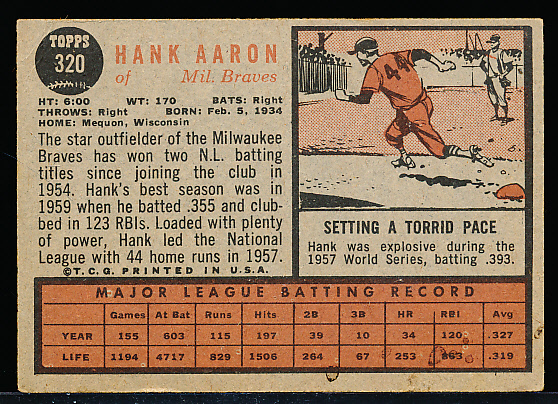 TOPPS
320
HANK AARON
of Mil. Braves
HT: 6:00 WT: 170 BATS: Right
THROWS: Right BORN: Feb. 5, 1934
HOME: Mequon, Wisconsin
The star outfielder of the Milwaukee
Braves has won two N.L. batting
titles since joining the club in
1954. Hank's best season was in
1959 when he batted .355 and club-
bed in 123 RBIs. Loaded with plenty
of power, Hank led the National
League with 44 home runs in 1957.
©T.C.G. PRINTED IN U.S.A.
44
SETTING A TORRID PACE
Hank was explosive during the
1957 World Series, batting .393.
MAJOR LEAGUE BATTING RECORD
Games At Bat Runs Hits 2B 3B HR RBI Avg
YEAR 155 603 115 197 39 10 34 120 .327
LIFE 1194 4717 829 1506 264 67 253 863 .319